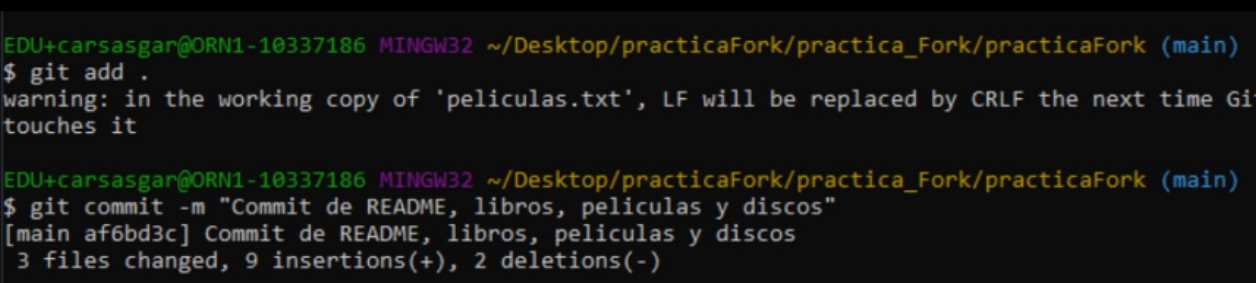 EDU+carsasgar@ORN1-10337186 MINGW32 ~/Desktop/practicaFork/practica_Fork/practicaFork (main)
$ git add .
warning: in the working copy of 'peliculas.txt', LF will be replaced by CRLF the next time Git
touches it
EDU+carsasgar@ORN1-10337186 MINGW32 ~/Desktop/practicaFork/practica_Fork/practicaFork (main)
$ git commit -m "Commit de README, libros, peliculas y discos"
[main af6bd3c] Commit de README, libros, peliculas y discos
3 files changed, 9 insertions(+), 2 deletions(-)